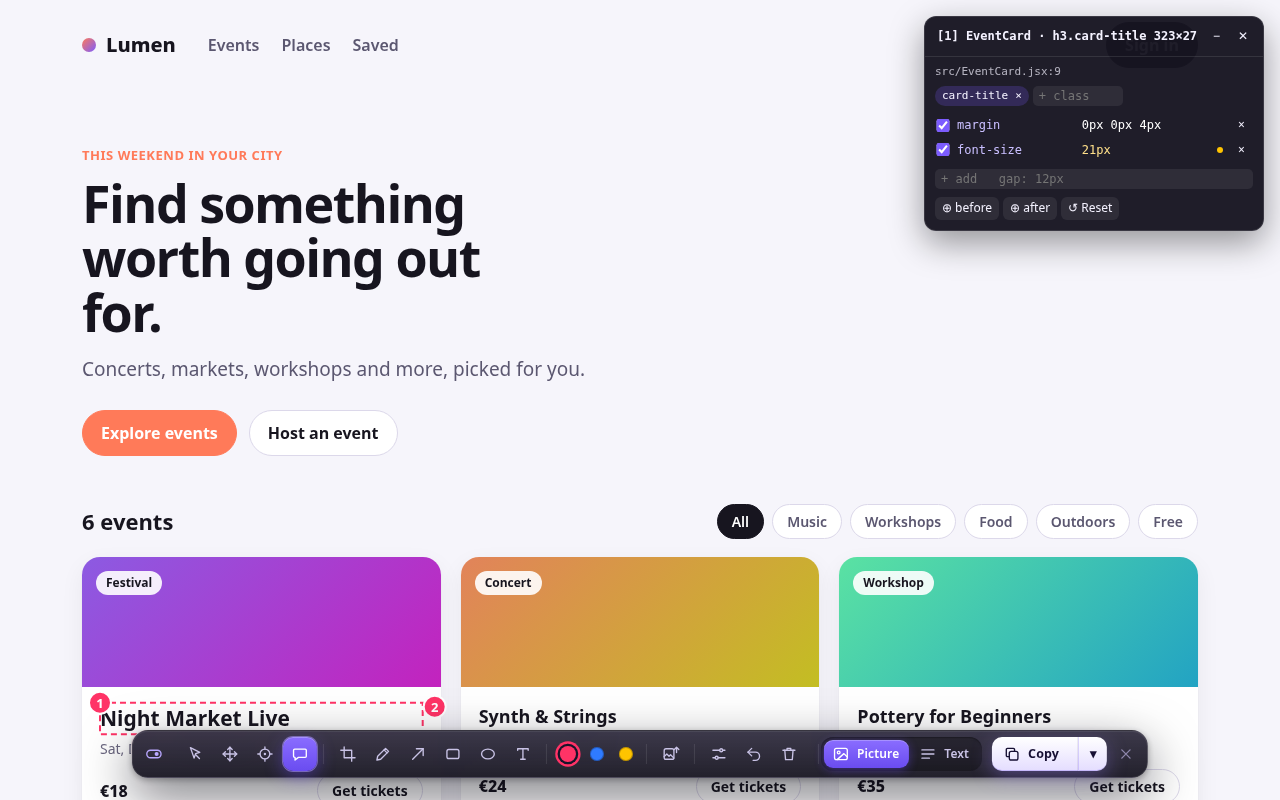 Lumen
Events
Places
Saved
[1] EventCard · h3.card-title 323×27 − ✕
src/EventCard.jsx:9
card-title ×
+ class
margin 0px 0px 4px ×
font-size 21px ×
+ add gap: 12px
⊕ before
⊕ after
↺ Reset
THIS WEEKEND IN YOUR CITY
Find something
worth going out
for.
Concerts, markets, workshops and more, picked for you.
Explore events
Host an event
6 events
All
Music
Workshops
Food
Outdoors
Free
Festival
Concert
Workshop
1
2
Night Market Live
Synth & Strings
Pottery for Beginners
Picture
Text
Copy
€18
Get tickets
€24
Get tickets
€35
Get tickets